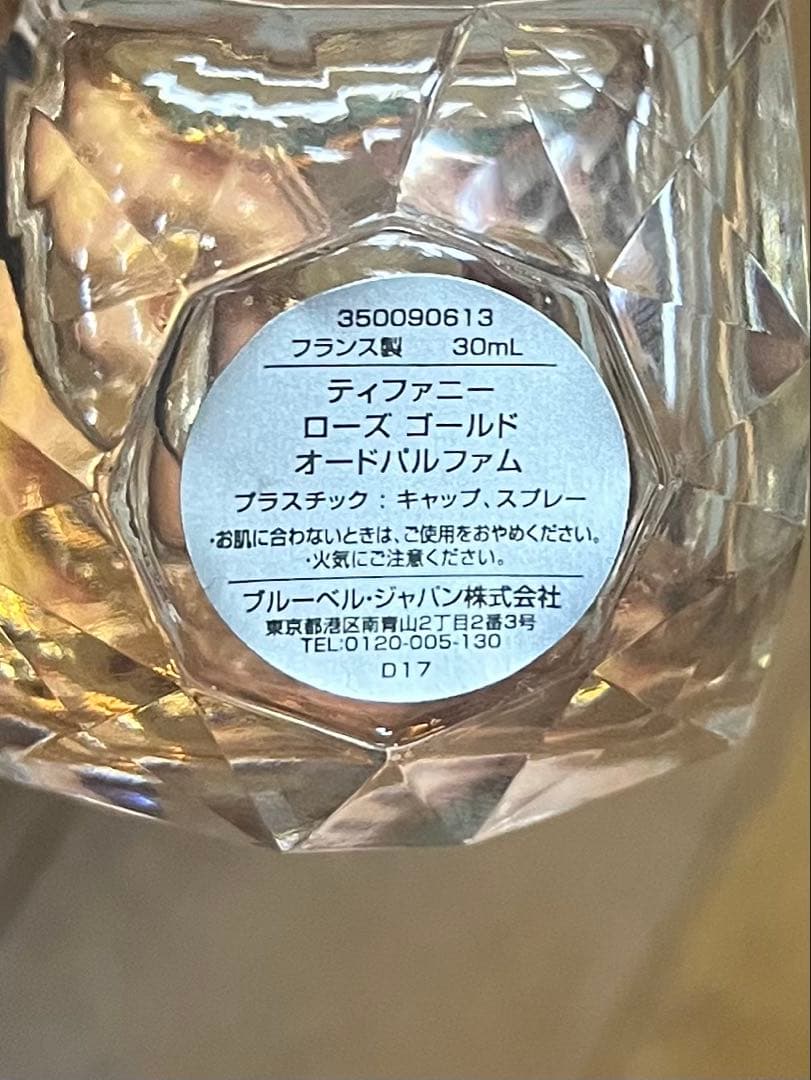 350090613
フランス製 30mL
ティファニー
ローズ ゴールド
オードパルファム
プラスチック : キャップ、スプレー
・お肌に合わないときは、ご使用をおやめください。
・火気にご注意ください。
ブルーベル・ジャパン株式会社
東京都港区南青山2丁目2番3号
TEL:0120-005-130
D17